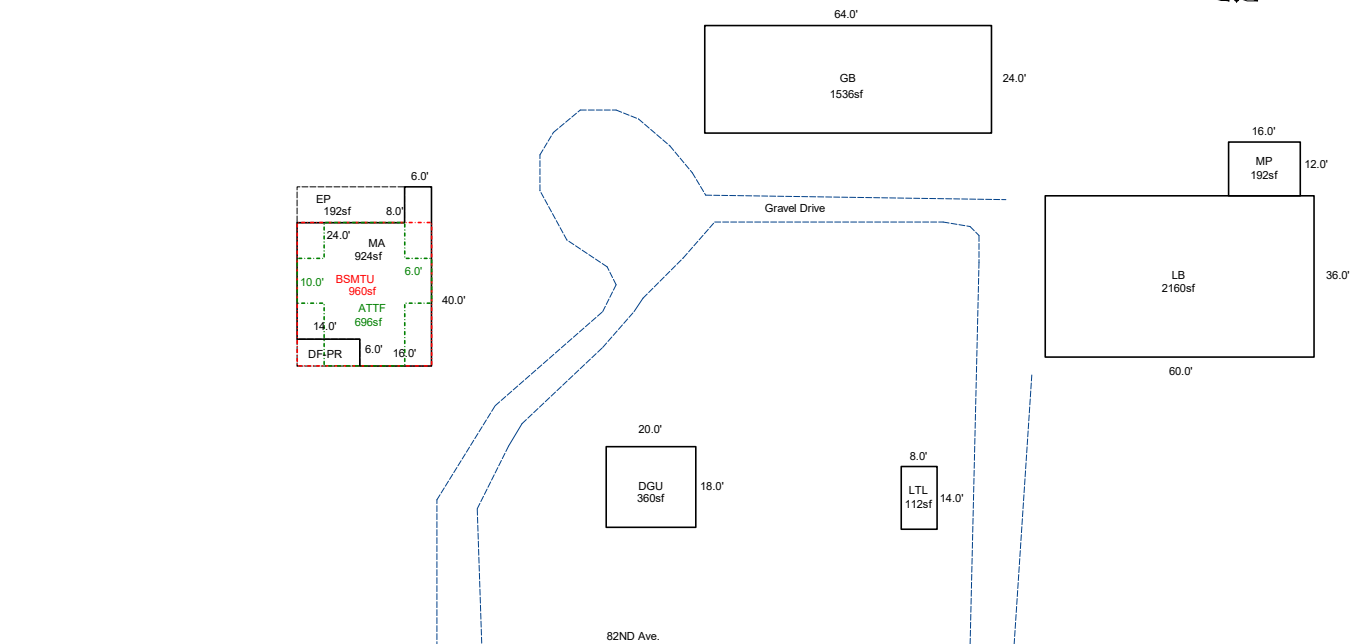 64.0'
GB
1536sf
24.0'
16.0'
MP
192sf
12.0'
6.0'
EP
192sf
8.0'
Gravel Drive
24.0'
MA
924sf
6.0'
10.0'
BSMTU
960sf
40.0'
ATTF
696sf
14.0'
DF-PR
6.0'
16.0'
LB
2160sf
36.0'
60.0'
20.0'
DGU
360sf
18.0'
8.0'
LTL
112sf
14.0'
82ND Ave.